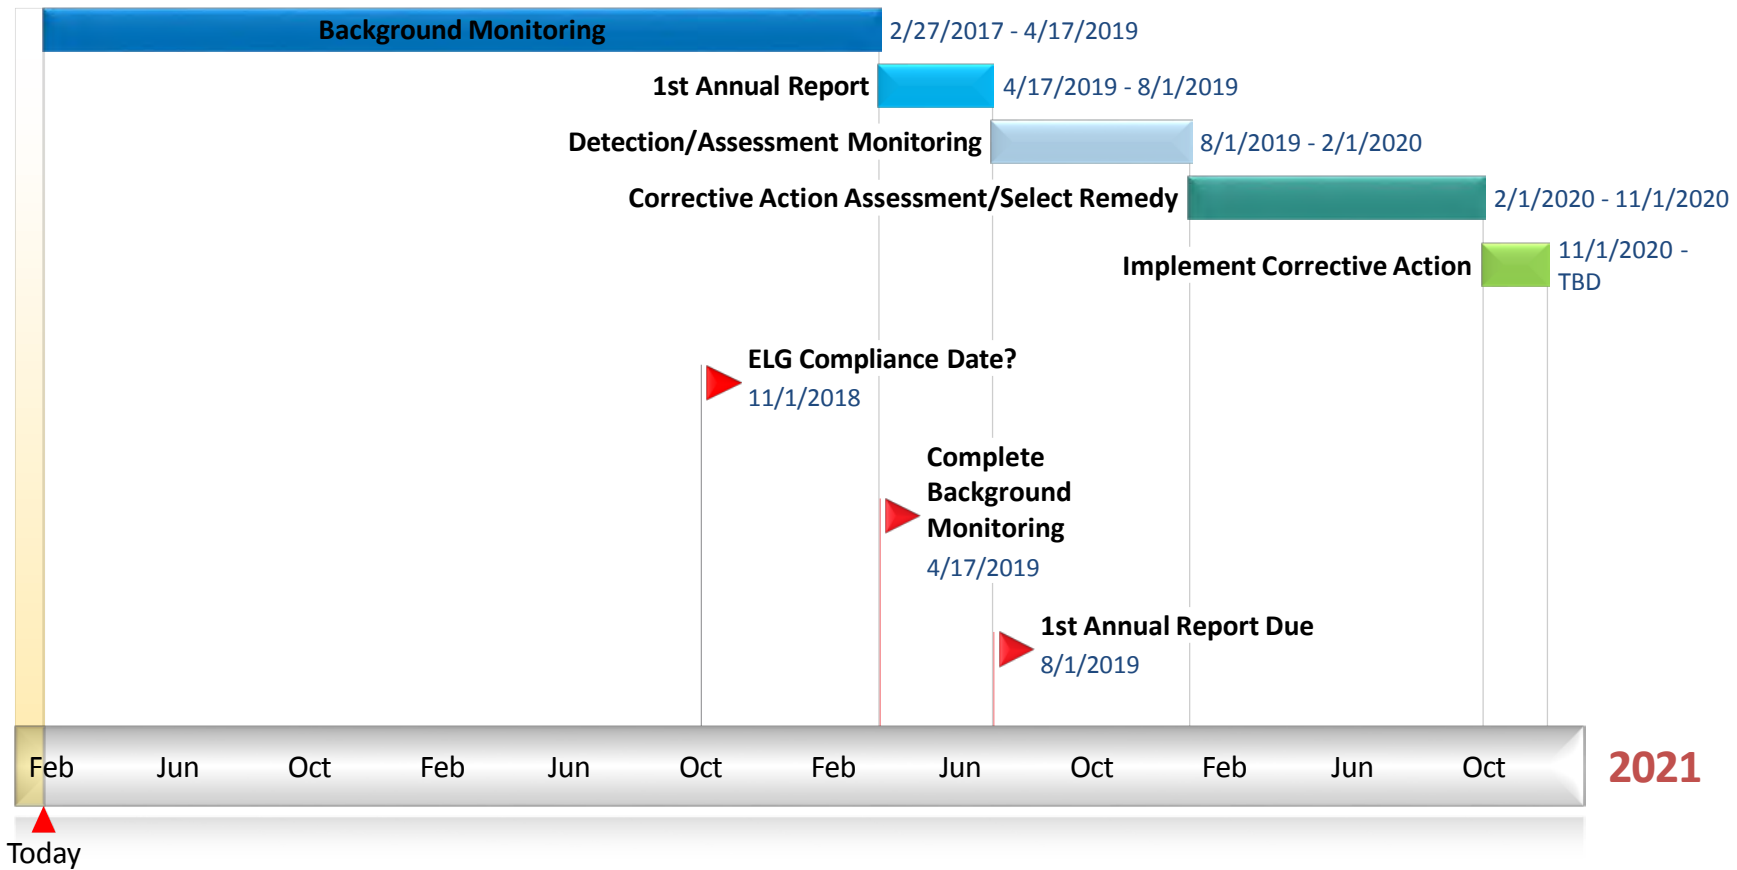 Background Monitoring 2/27/2017 - 4/17/2019
1st Annual Report 4/17/2019 - 8/1/2019
Detection/Assessment Monitoring 8/1/2019 - 2/1/2020
Corrective Action Assessment/Select Remedy 2/1/2020 - 11/1/2020
Implement Corrective Action 11/1/2020 -
TBD
ELG Compliance Date?
11/1/2018
Complete
Background
Monitoring
4/17/2019
1st Annual Report Due
8/1/2019
Feb Jun Oct Feb Jun Oct Feb Jun Oct Feb Jun Oct 2021
Today